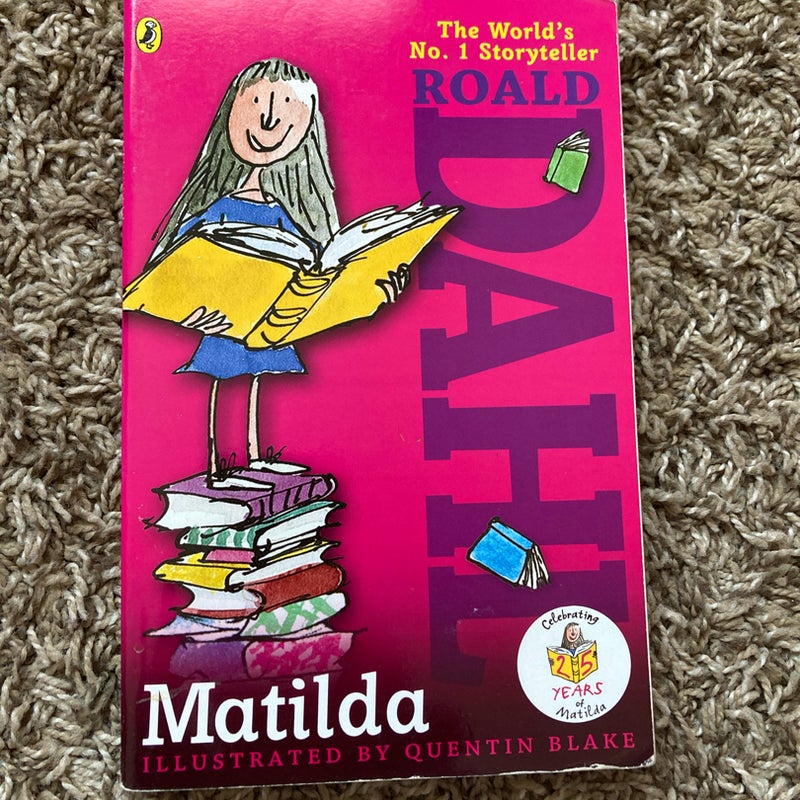 The World's
No. 1 Storyteller
ROALD
DAHL
Celebrating
25
YEARS
of
Matilda
Matilda
ILLUSTRATED BY QUENTIN BLAKE